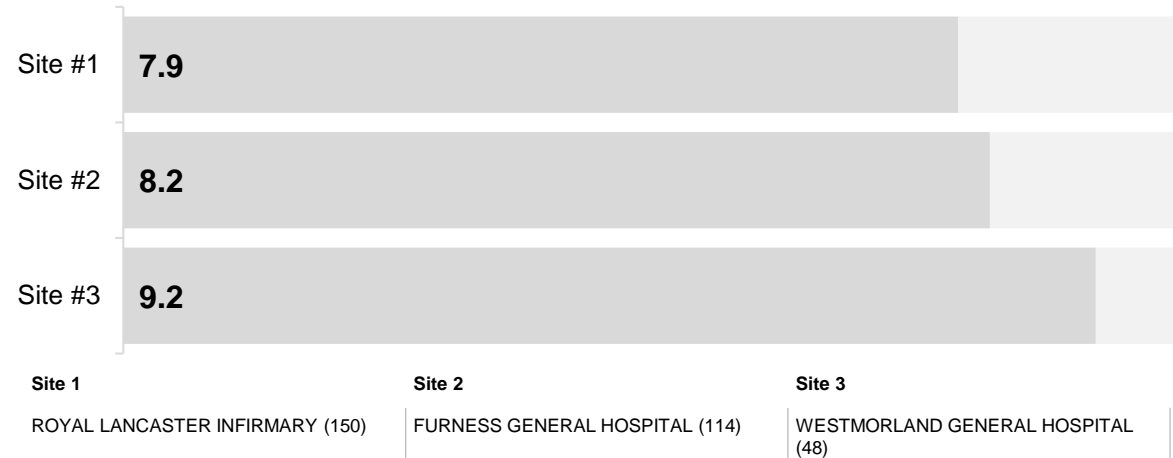 Site #1 7.9
Site #2 8.2
Site #3 9.2
Site 1 Site 2 Site 3
ROYAL LANCASTER INFIRMARY (150) FURNESS GENERAL HOSPITAL (114) WESTMORLAND GENERAL HOSPITAL
(48)